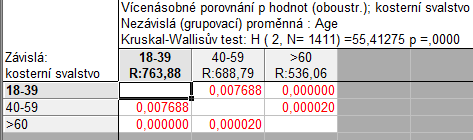 Vícenásobné porovnání p hodnot (oboustr.); kosterní svalstvo
Nezávislá (grupovací) proměnná : Age
Kruskal-Wallisův test: H ( 2, N= 1411) =55,41275 p =,0000
Závislá: 18-39 40-59 >60
kosterní svalstvo R:763,88 R:688,79 R:536,06
18-39 0,007688 0,000000
40-59 0,007688 0,000020
>60 0,000000 0,000020